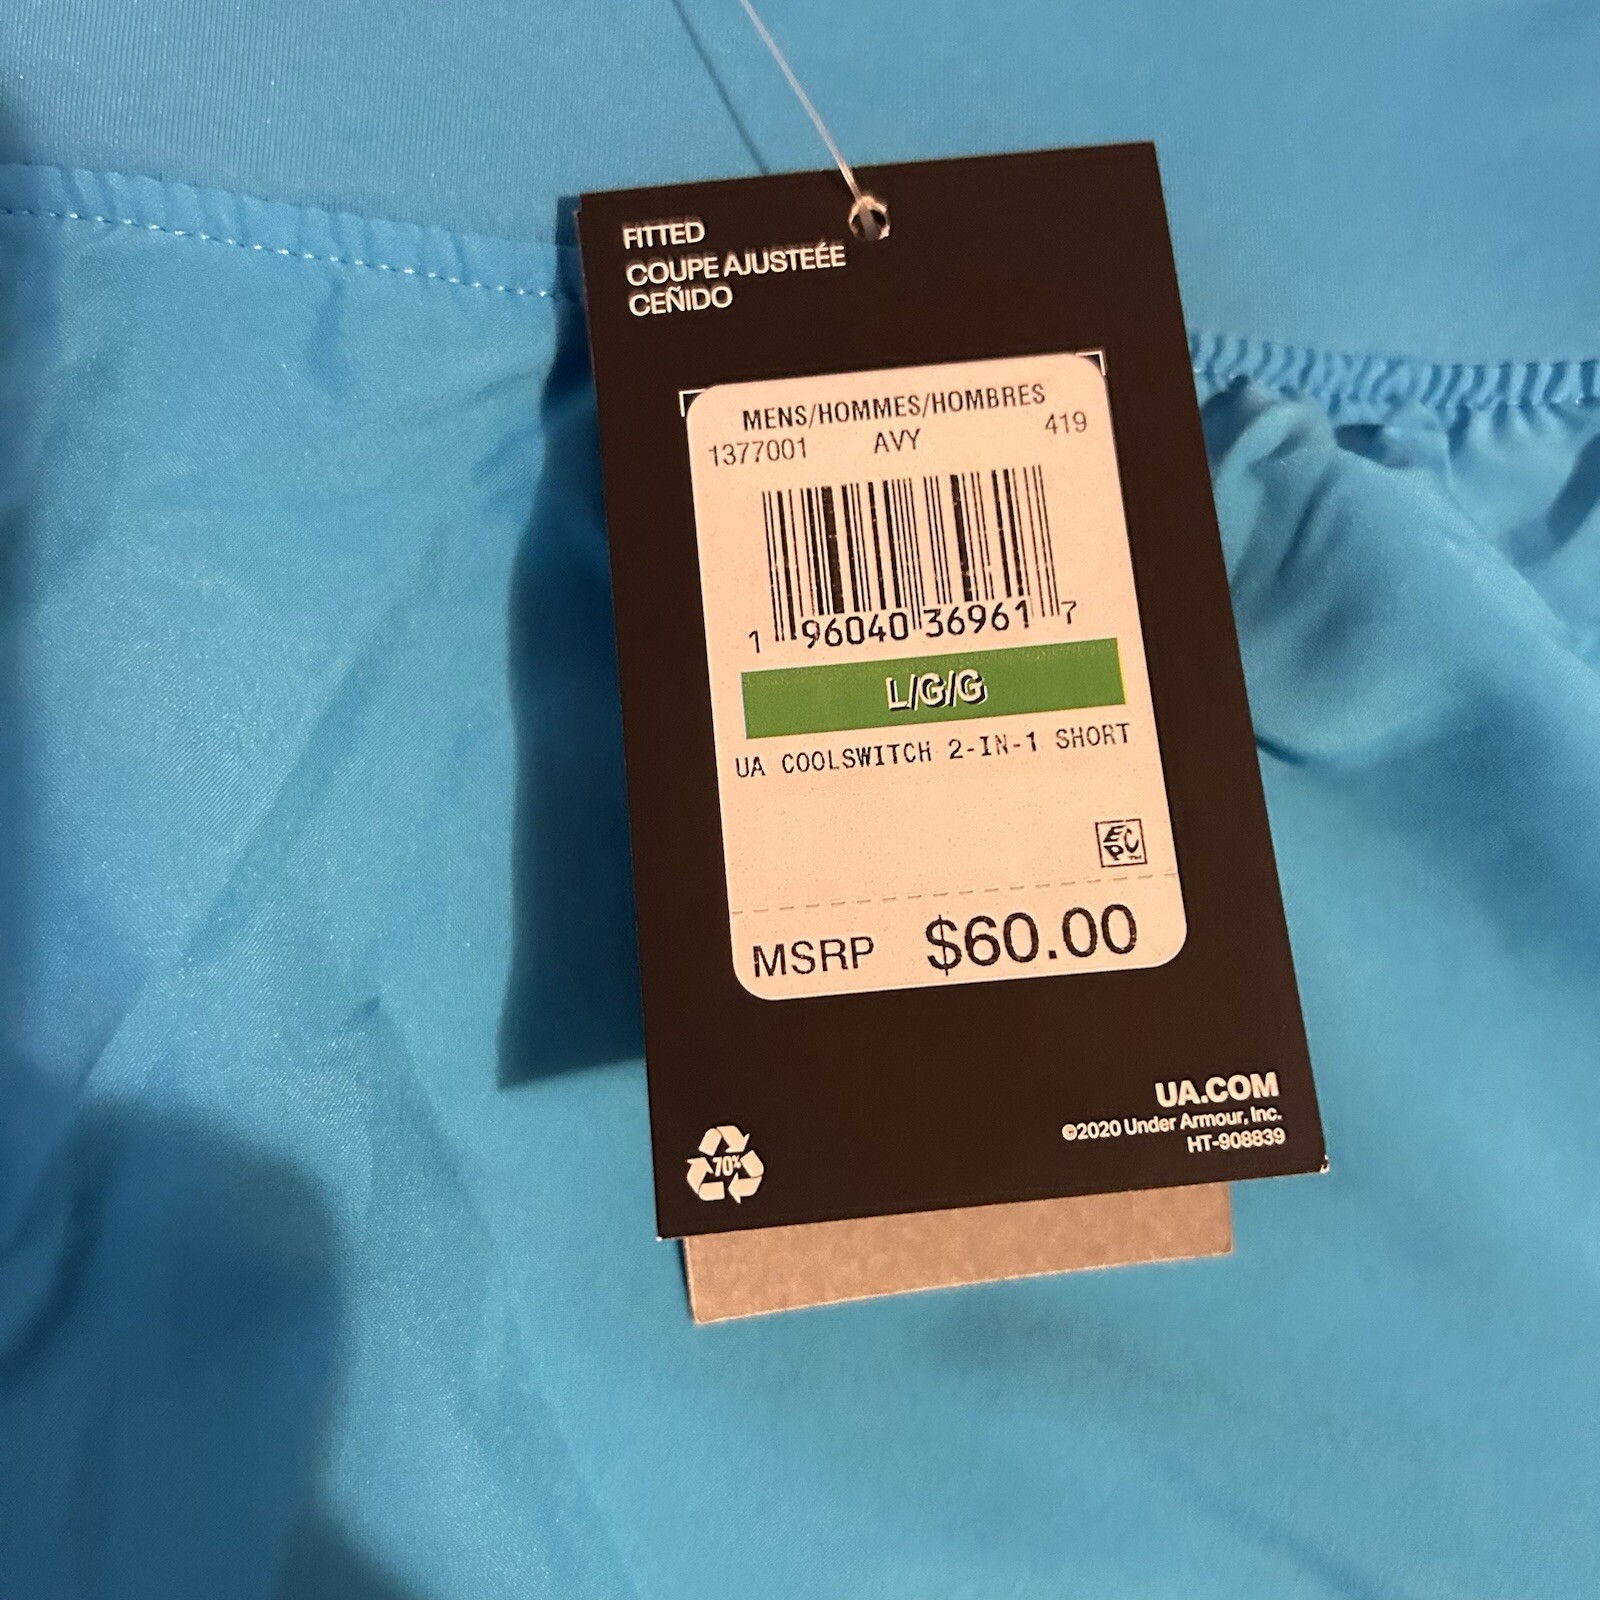 FITTED
COUPE AJUSTEÉE
CEÑIDO
MENS/HOMMES/HOMBRES
1377001 AVY 419
1 96040 36961 7
L/G/G
UA COOLSWITCH 2-IN-1 SHORT
EPC™
MSRP $60.00
UA.COM
©2020 Under Armour, Inc.
HT-908839
70%